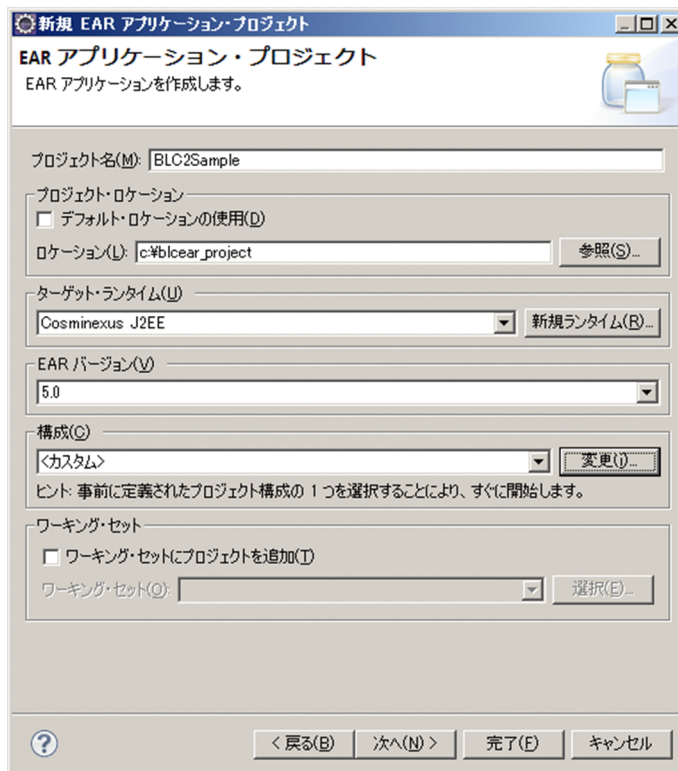 新規 EAR アプリケーション・プロジェクト
EAR アプリケーション・プロジェクト
EAR アプリケーションを作成します。
プロジェクト名(M): BLC2Sample
プロジェクト・ロケーション
デフォルト・ロケーションの使用(D)
ロケーション(L): c:¥blcear_project 参照(S)...
ターゲット・ランタイム(U)
Cosminexus J2EE 新規ランタイム(R)...
EAR バージョン(V)
5.0
構成(C)
<カスタム> 変更(i)...
ヒント: 事前に定義されたプロジェクト構成の 1 つを選択することにより、すぐに開始します。
ワーキング・セット
ワーキング・セットにプロジェクトを追加(T)
ワーキング・セット(O): 選択(E)...
? < 戻る(B) 次へ(N) > 完了(F) キャンセル